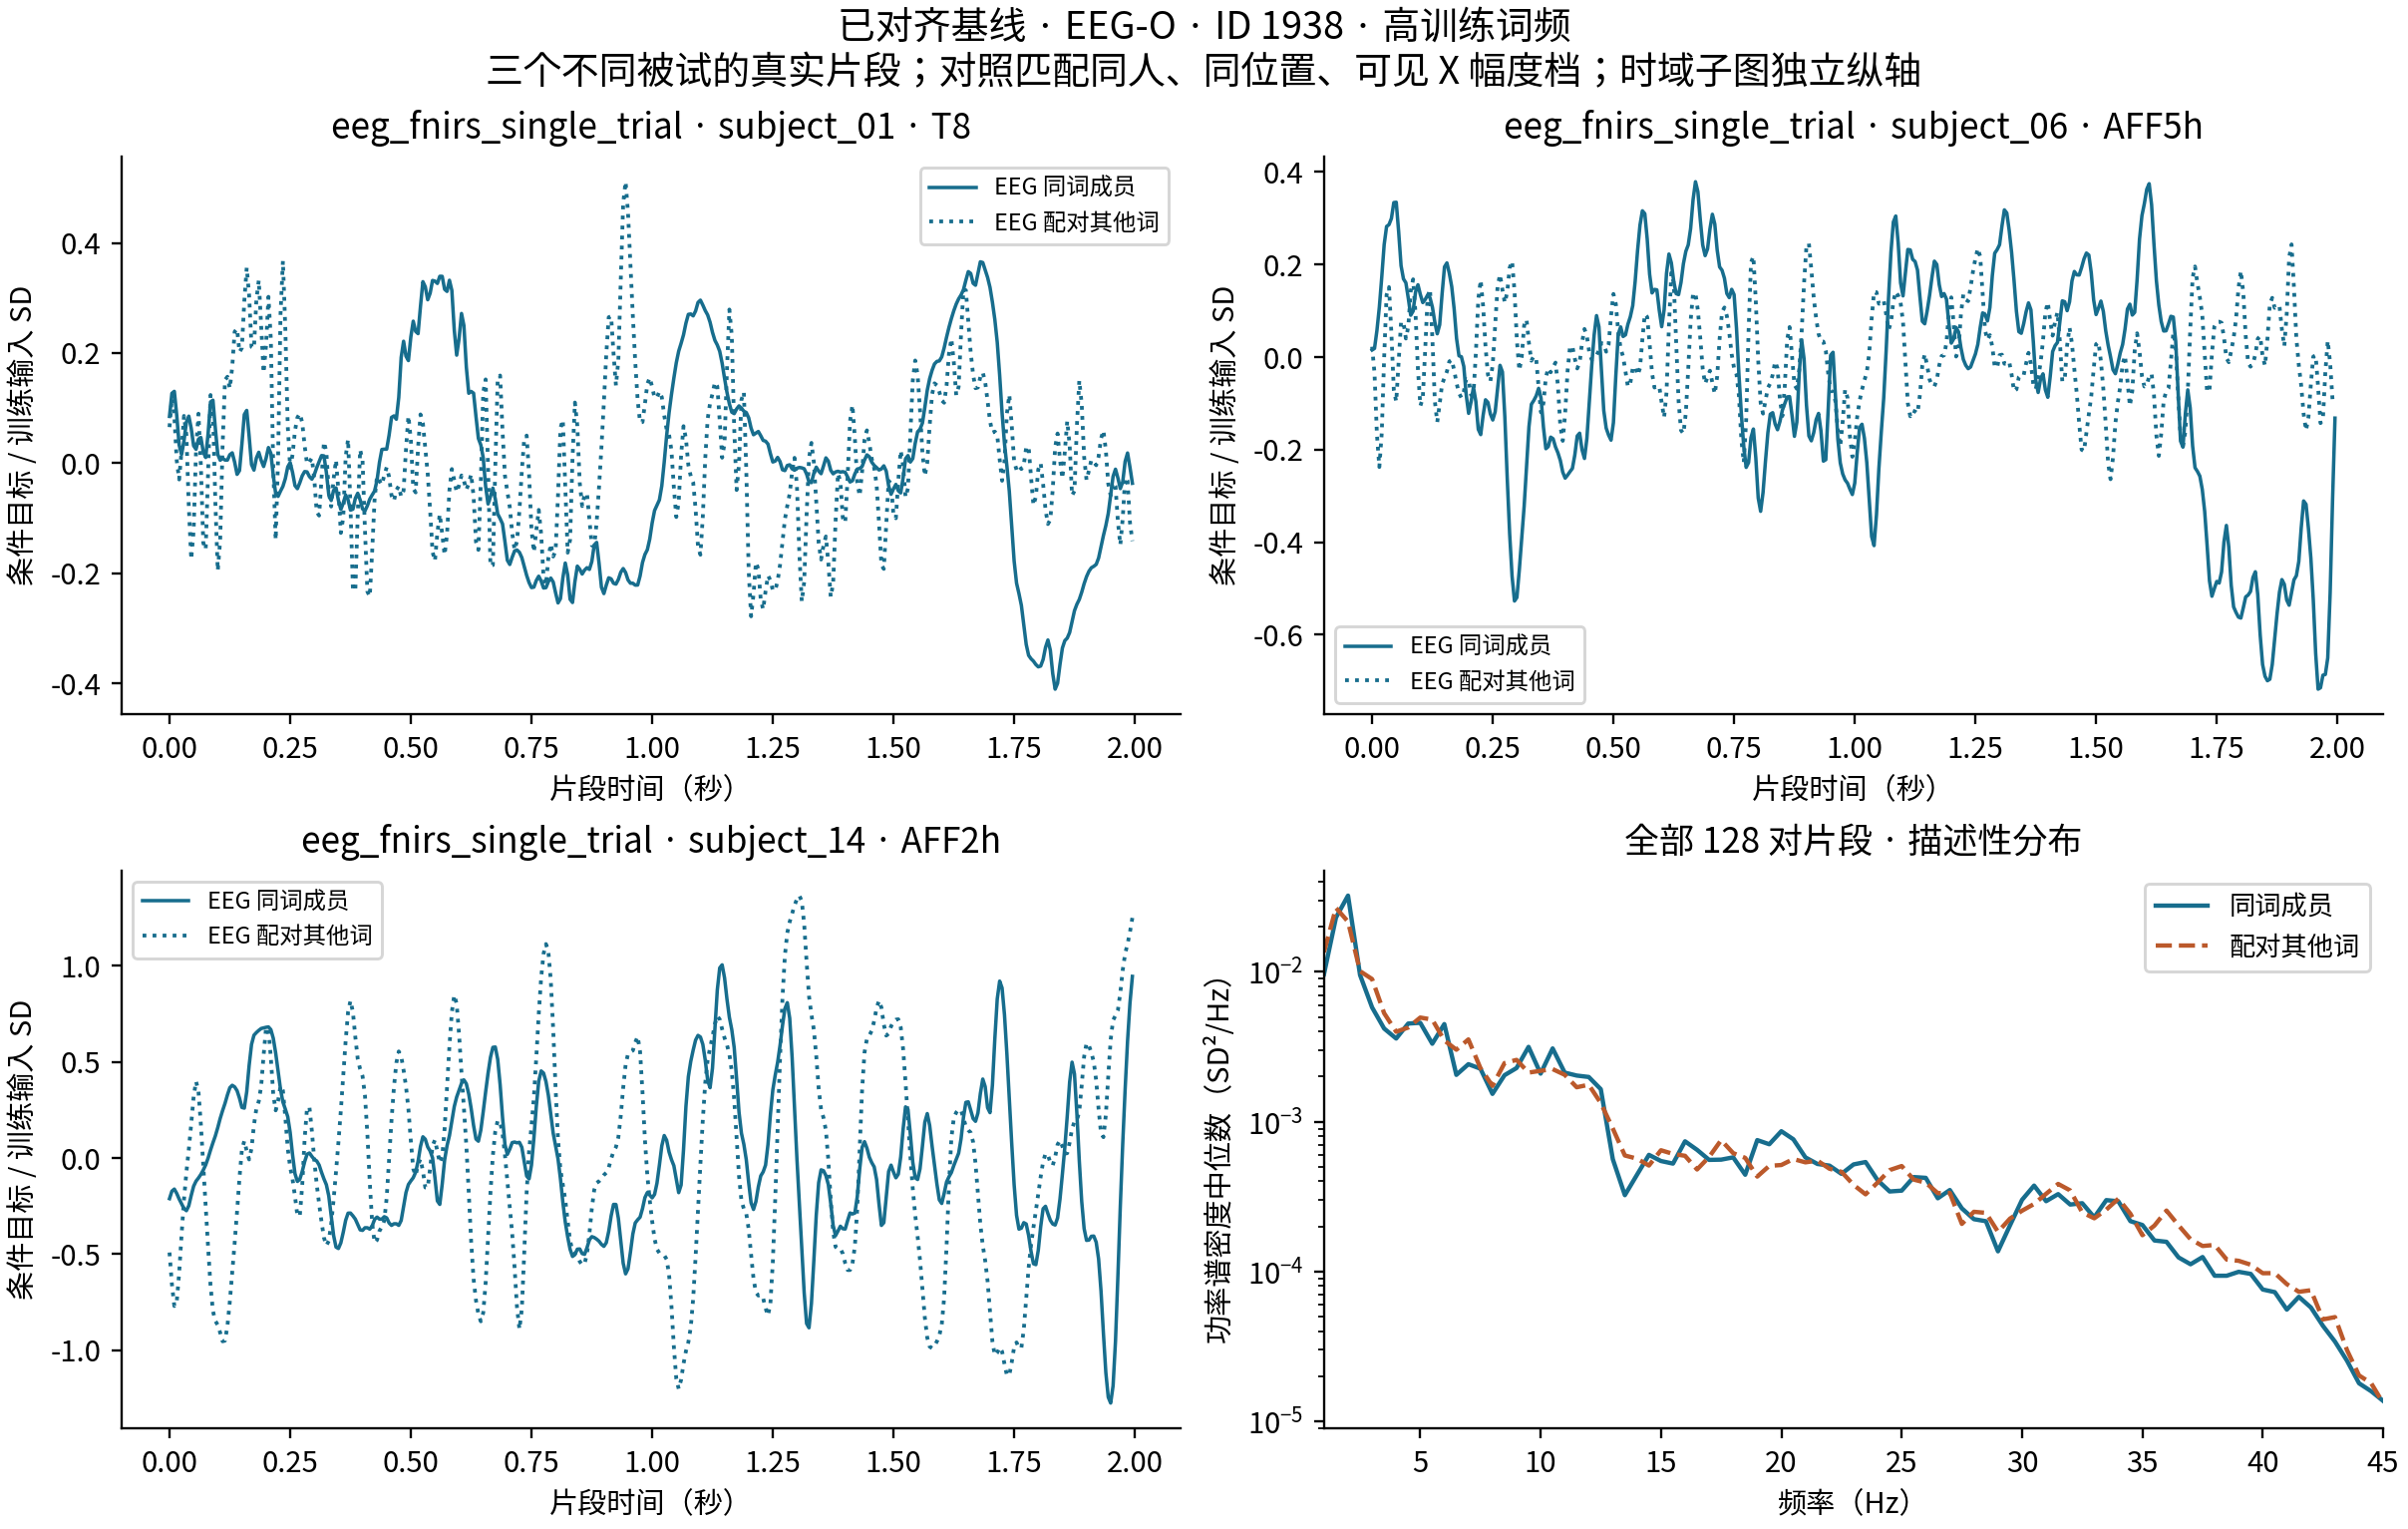 已对齐基线 · EEG-O · ID 1938 · 高训练词频
三个不同被试的真实片段；对照匹配同人、同位置、可见 X 幅度档；时域子图独立纵轴
eeg_fnirs_single_trial · subject_01 · T8
条件目标 / 训练输入 SD
0.4
0.2
0.0
-0.2
-0.4
EEG 同词成员
EEG 配对其他词
0.00 0.25 0.50 0.75 1.00 1.25 1.50 1.75 2.00
片段时间（秒）
eeg_fnirs_single_trial · subject_06 · AFF5h
条件目标 / 训练输入 SD
0.4
0.2
0.0
-0.2
-0.4
-0.6
EEG 同词成员
EEG 配对其他词
0.00 0.25 0.50 0.75 1.00 1.25 1.50 1.75 2.00
片段时间（秒）
eeg_fnirs_single_trial · subject_14 · AFF2h
条件目标 / 训练输入 SD
1.0
0.5
0.0
-0.5
-1.0
EEG 同词成员
EEG 配对其他词
0.00 0.25 0.50 0.75 1.00 1.25 1.50 1.75 2.00
片段时间（秒）
全部 128 对片段 · 描述性分布
功率谱密度中位数（SD²/Hz）
10⁻²
10⁻³
10⁻⁴
10⁻⁵
同词成员
配对其他词
5 10 15 20 25 30 35 40 45
频率（Hz）